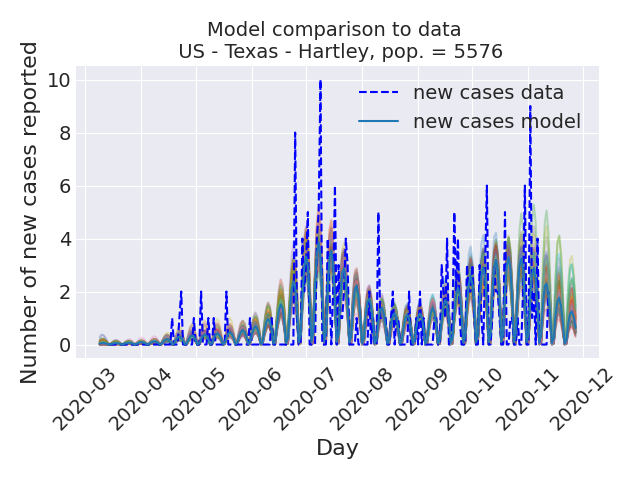 Model comparison to data
US - Texas - Hartley, pop. = 5576
Number of new cases reported
10
8
6
4
2
0
new cases data
new cases model
2020-03
2020-04
2020-05
2020-06
2020-07
2020-08
2020-09
2020-10
2020-11
2020-12
Day